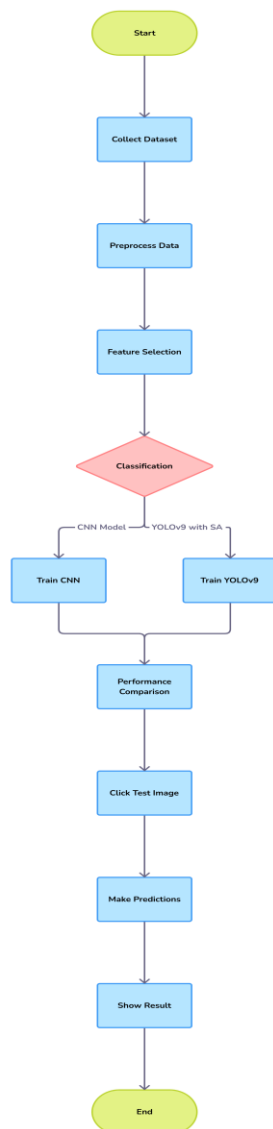 Start
Collect Dataset
Preprocess Data
Feature Selection
Classification
CNN Model
YOLOv9 with SA
Train CNN
Train YOLOv9
Performance
Comparison
Click Test Image
Make Predictions
Show Result
End